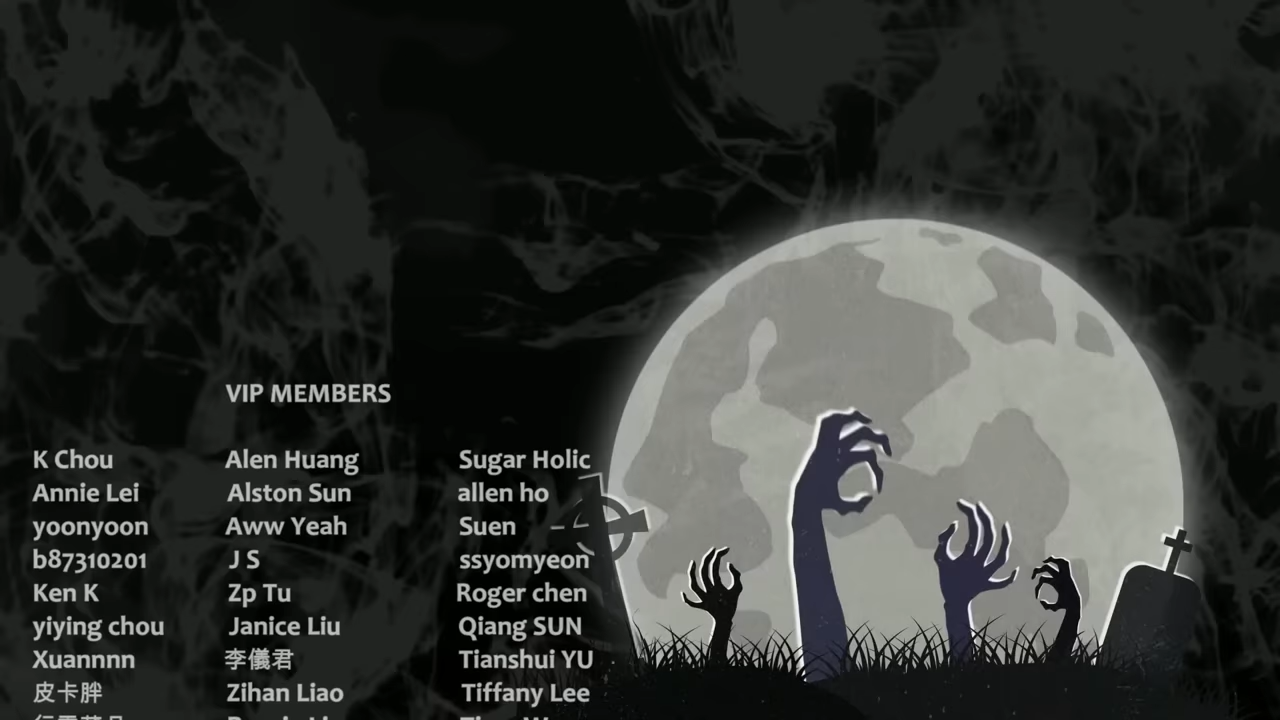 VIP MEMBERS
K Chou Alen Huang Sugar Holic
Annie Lei Alston Sun allen ho
yoonyoon Aww Yeah Suen
b87310201 J S ssyomyeon
Ken K Zp Tu Roger chen
yiying chou Janice Liu Qiang SUN
Xuannnn 李儀君 Tianshui YU
皮卡胖 Zihan Liao Tiffany Lee